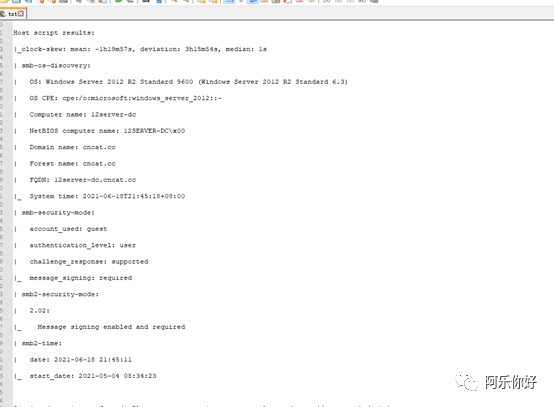 txt
Host script results:
|_clock-skew: mean: -1h19m57s, deviation: 3h15m54s, median: 1s
| smb-os-discovery:
|   OS: Windows Server 2012 R2 Standard 9600 (Windows Server 2012 R2 Standard 6.3)
|   OS CPE: cpe:/o:microsoft:windows_server_2012::-
|   Computer name: 12server-dc
|   NetBIOS computer name: 12SERVER-DC\x00
|   Domain name: cncat.cc
|   Forest name: cncat.cc
|   FQDN: 12server-dc.cncat.cc
|_  System time: 2021-06-18T21:45:18+08:00
| smb-security-mode:
|   account_used: guest
|   authentication_level: user
|   challenge_response: supported
|_  message_signing: required
| smb2-security-mode:
|   2.02:
|_    Message signing enabled and required
| smb2-time:
|   date: 2021-06-18 21:45:11
|_  start_date: 2021-05-04 08:34:23
阿乐你好